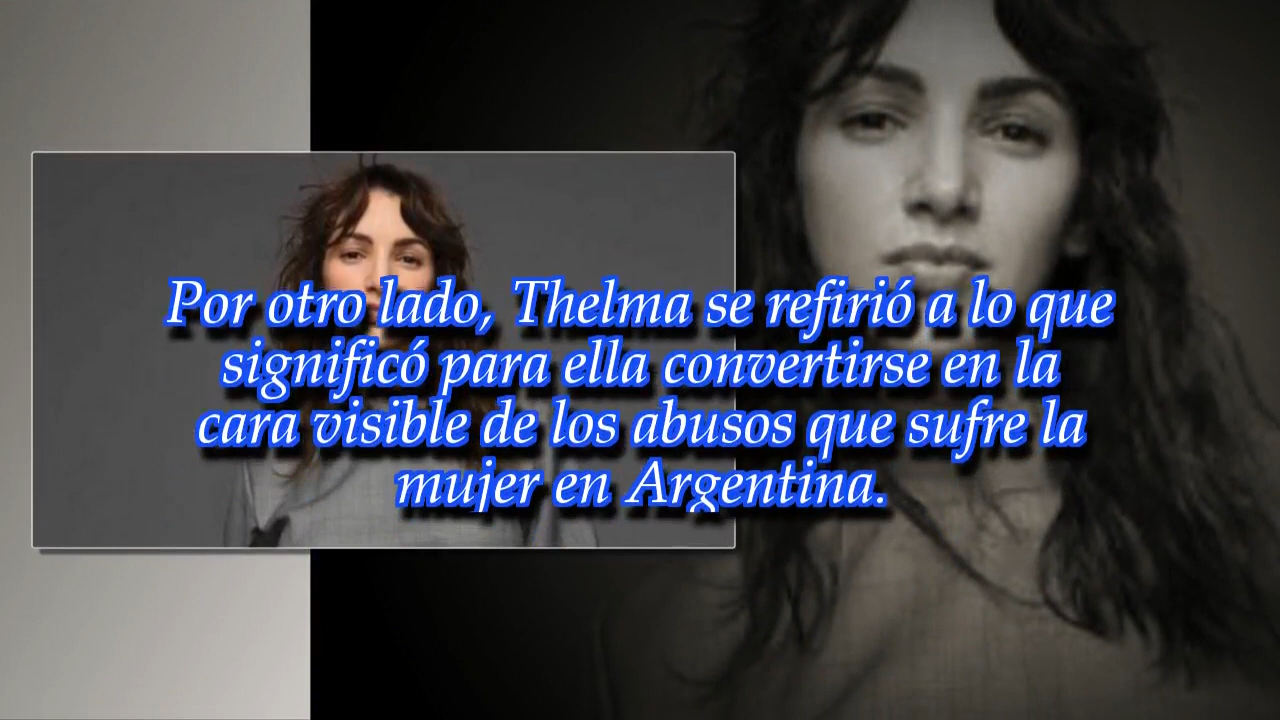 Por otro lado, Thelma se refirió a lo que
significó para ella convertirse en la
cara visible de los abusos que sufre la
mujer en Argentina.